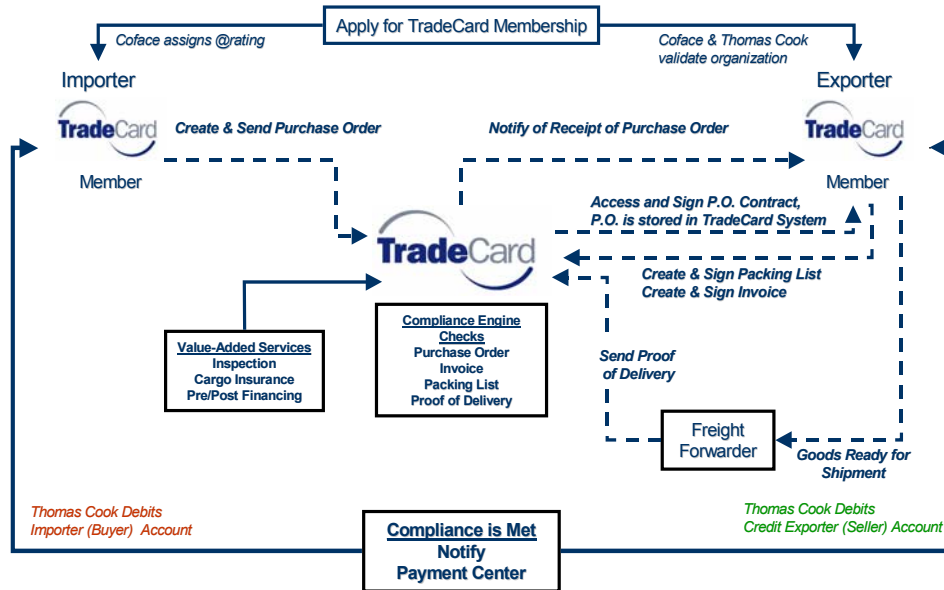 Apply for TradeCard Membership
Coface assigns @rating
Coface & Thomas Cook
validate organization
Importer
Exporter
TradeCard
TradeCard
Create & Send Purchase Order
Notify of Receipt of Purchase Order
Member
Member
Access and Sign P.O. Contract,
P.O. is stored in TradeCard System
TradeCard
Create & Sign Packing List
Create & Sign Invoice
Value-Added Services
Inspection
Cargo Insurance
Pre/Post Financing
Compliance Engine
Checks
Purchase Order
Invoice
Packing List
Proof of Delivery
Send Proof
of Delivery
Freight
Forwarder
Goods Ready for
Shipment
Thomas Cook Debits
Importer (Buyer) Account
Compliance is Met
Notify
Payment Center
Thomas Cook Debits
Credit Exporter (Seller) Account